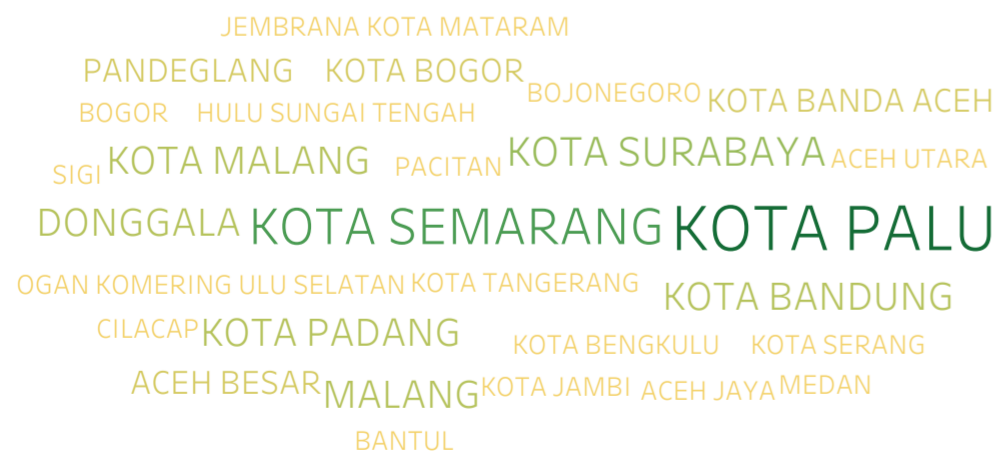 JEMBRANA KOTA MATARAM
PANDEGLANG KOTA BOGOR
BOJONEGORO KOTA BANDA ACEH
BOGOR HULU SUNGAI TENGAH
SIGI KOTA MALANG PACITAN KOTA SURABAYA ACEH UTARA
DONGGALA KOTA SEMARANG KOTA PALU
OGAN KOMERING ULU SELATAN KOTA TANGERANG KOTA BANDUNG
CILACAP KOTA PADANG KOTA BENGKULU KOTA SERANG
ACEH BESAR MALANG KOTA JAMBI ACEH JAYA MEDAN
BANTUL